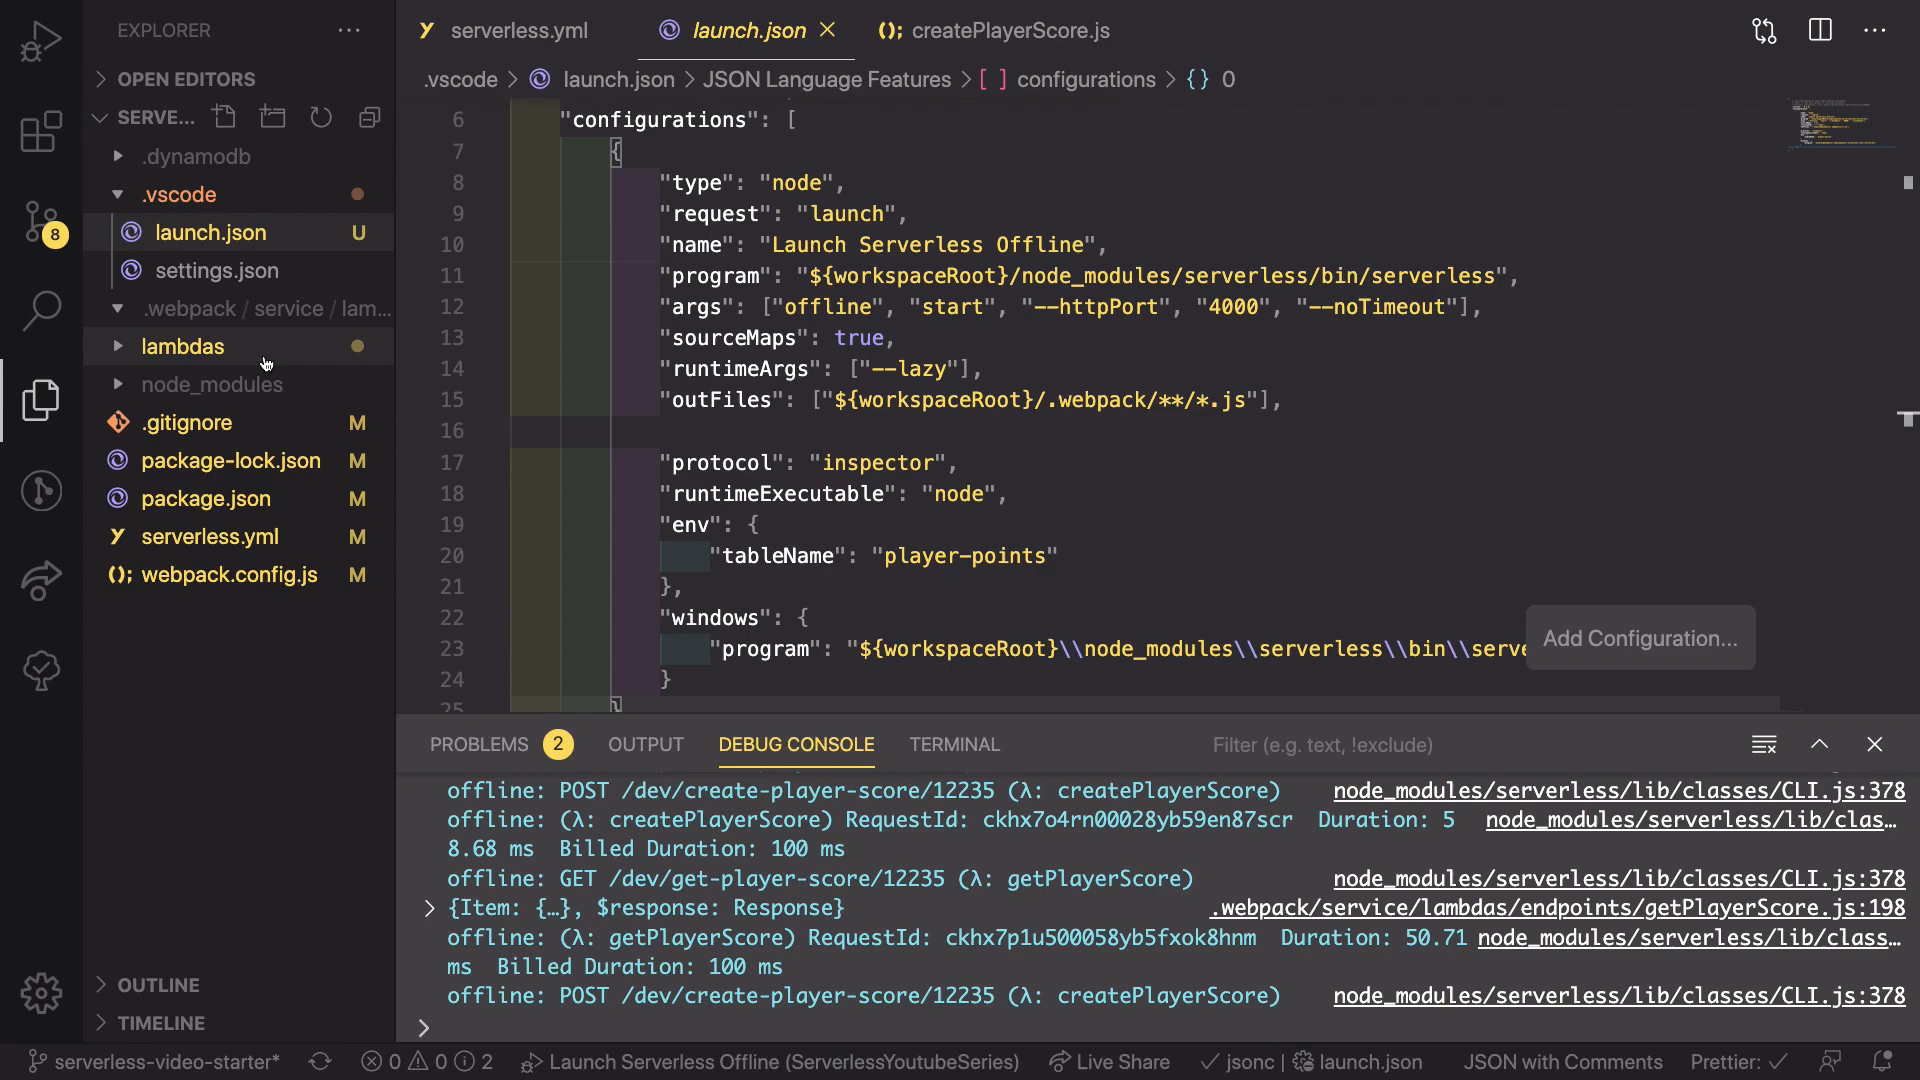 EXPLORER
serverless.yml
launch.json
createPlayerScore.js
OPEN EDITORS
.vscode > launch.json > JSON Language Features > [ ] configurations > {} 0
SERVE...
.dynamodb
.vscode
launch.json U
settings.json
.webpack / service / lam...
lambdas
node_modules
.gitignore M
package-lock.json M
package.json M
serverless.yml M
webpack.config.js M
8
OUTLINE
TIMELINE
6 "configurations": [
7 {
8 "type": "node",
9 "request": "launch",
10 "name": "Launch Serverless Offline",
11 "program": "${workspaceRoot}/node_modules/serverless/bin/serverless",
12 "args": ["offline", "start", "--httpPort", "4000", "--noTimeout"],
13 "sourceMaps": true,
14 "runtimeArgs": ["--lazy"],
15 "outFiles": ["${workspaceRoot}/.webpack/**/*.js"],
16
17 "protocol": "inspector",
18 "runtimeExecutable": "node",
19 "env": {
20 "tableName": "player-points"
21 },
22 "windows": {
23 "program": "${workspaceRoot}\\node_modules\\serverless\\bin\\serve
24 }
25 }
Add Configuration...
PROBLEMS 2 OUTPUT DEBUG CONSOLE TERMINAL Filter (e.g. text, !exclude)
offline: POST /dev/create-player-score/12235 (λ: createPlayerScore) node_modules/serverless/lib/classes/CLI.js:378
offline: (λ: createPlayerScore) RequestId: ckhx7o4rn00028yb59en87scr Duration: 5 node_modules/serverless/lib/clas...
8.68 ms Billed Duration: 100 ms
offline: GET /dev/get-player-score/12235 (λ: getPlayerScore) node_modules/serverless/lib/classes/CLI.js:378
> {Item: {…}, $response: Response} .webpack/service/lambdas/endpoints/getPlayerScore.js:198
offline: (λ: getPlayerScore) RequestId: ckhx7p1u500058yb5fxok8hnm Duration: 50.71 node_modules/serverless/lib/class...
ms Billed Duration: 100 ms
offline: POST /dev/create-player-score/12235 (λ: createPlayerScore) node_modules/serverless/lib/classes/CLI.js:378
>
serverless-video-starter* 0 0 2 Launch Serverless Offline (ServerlessYoutubeSeries) Live Share jsonc | launch.json JSON with Comments Prettier: ✓